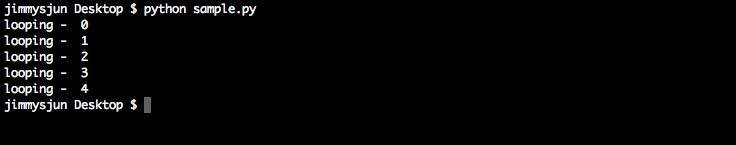 jimmysjun Desktop $ python sample.py
looping -  0
looping -  1
looping -  2
looping -  3
looping -  4
jimmysjun Desktop $